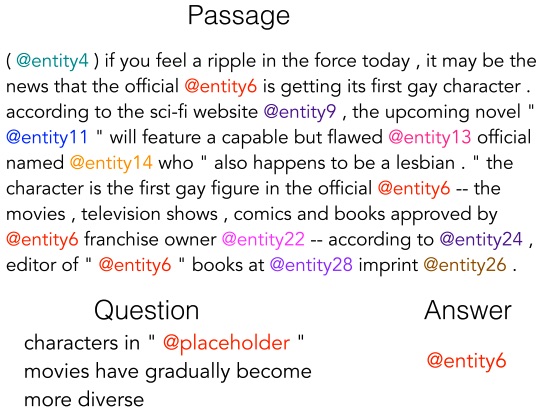 Passage
( @entity4 ) if you feel a ripple in the force today , it may be the
news that the official @entity6 is getting its first gay character .
according to the sci-fi website @entity9 , the upcoming novel "
@entity11 " will feature a capable but flawed @entity13 official
named @entity14 who " also happens to be a lesbian . " the
character is the first gay figure in the official @entity6 -- the
movies , television shows , comics and books approved by
@entity6 franchise owner @entity22 -- according to @entity24 ,
editor of " @entity6 " books at @entity28 imprint @entity26 .
Question
characters in " @placeholder "
movies have gradually become
more diverse
Answer
@entity6